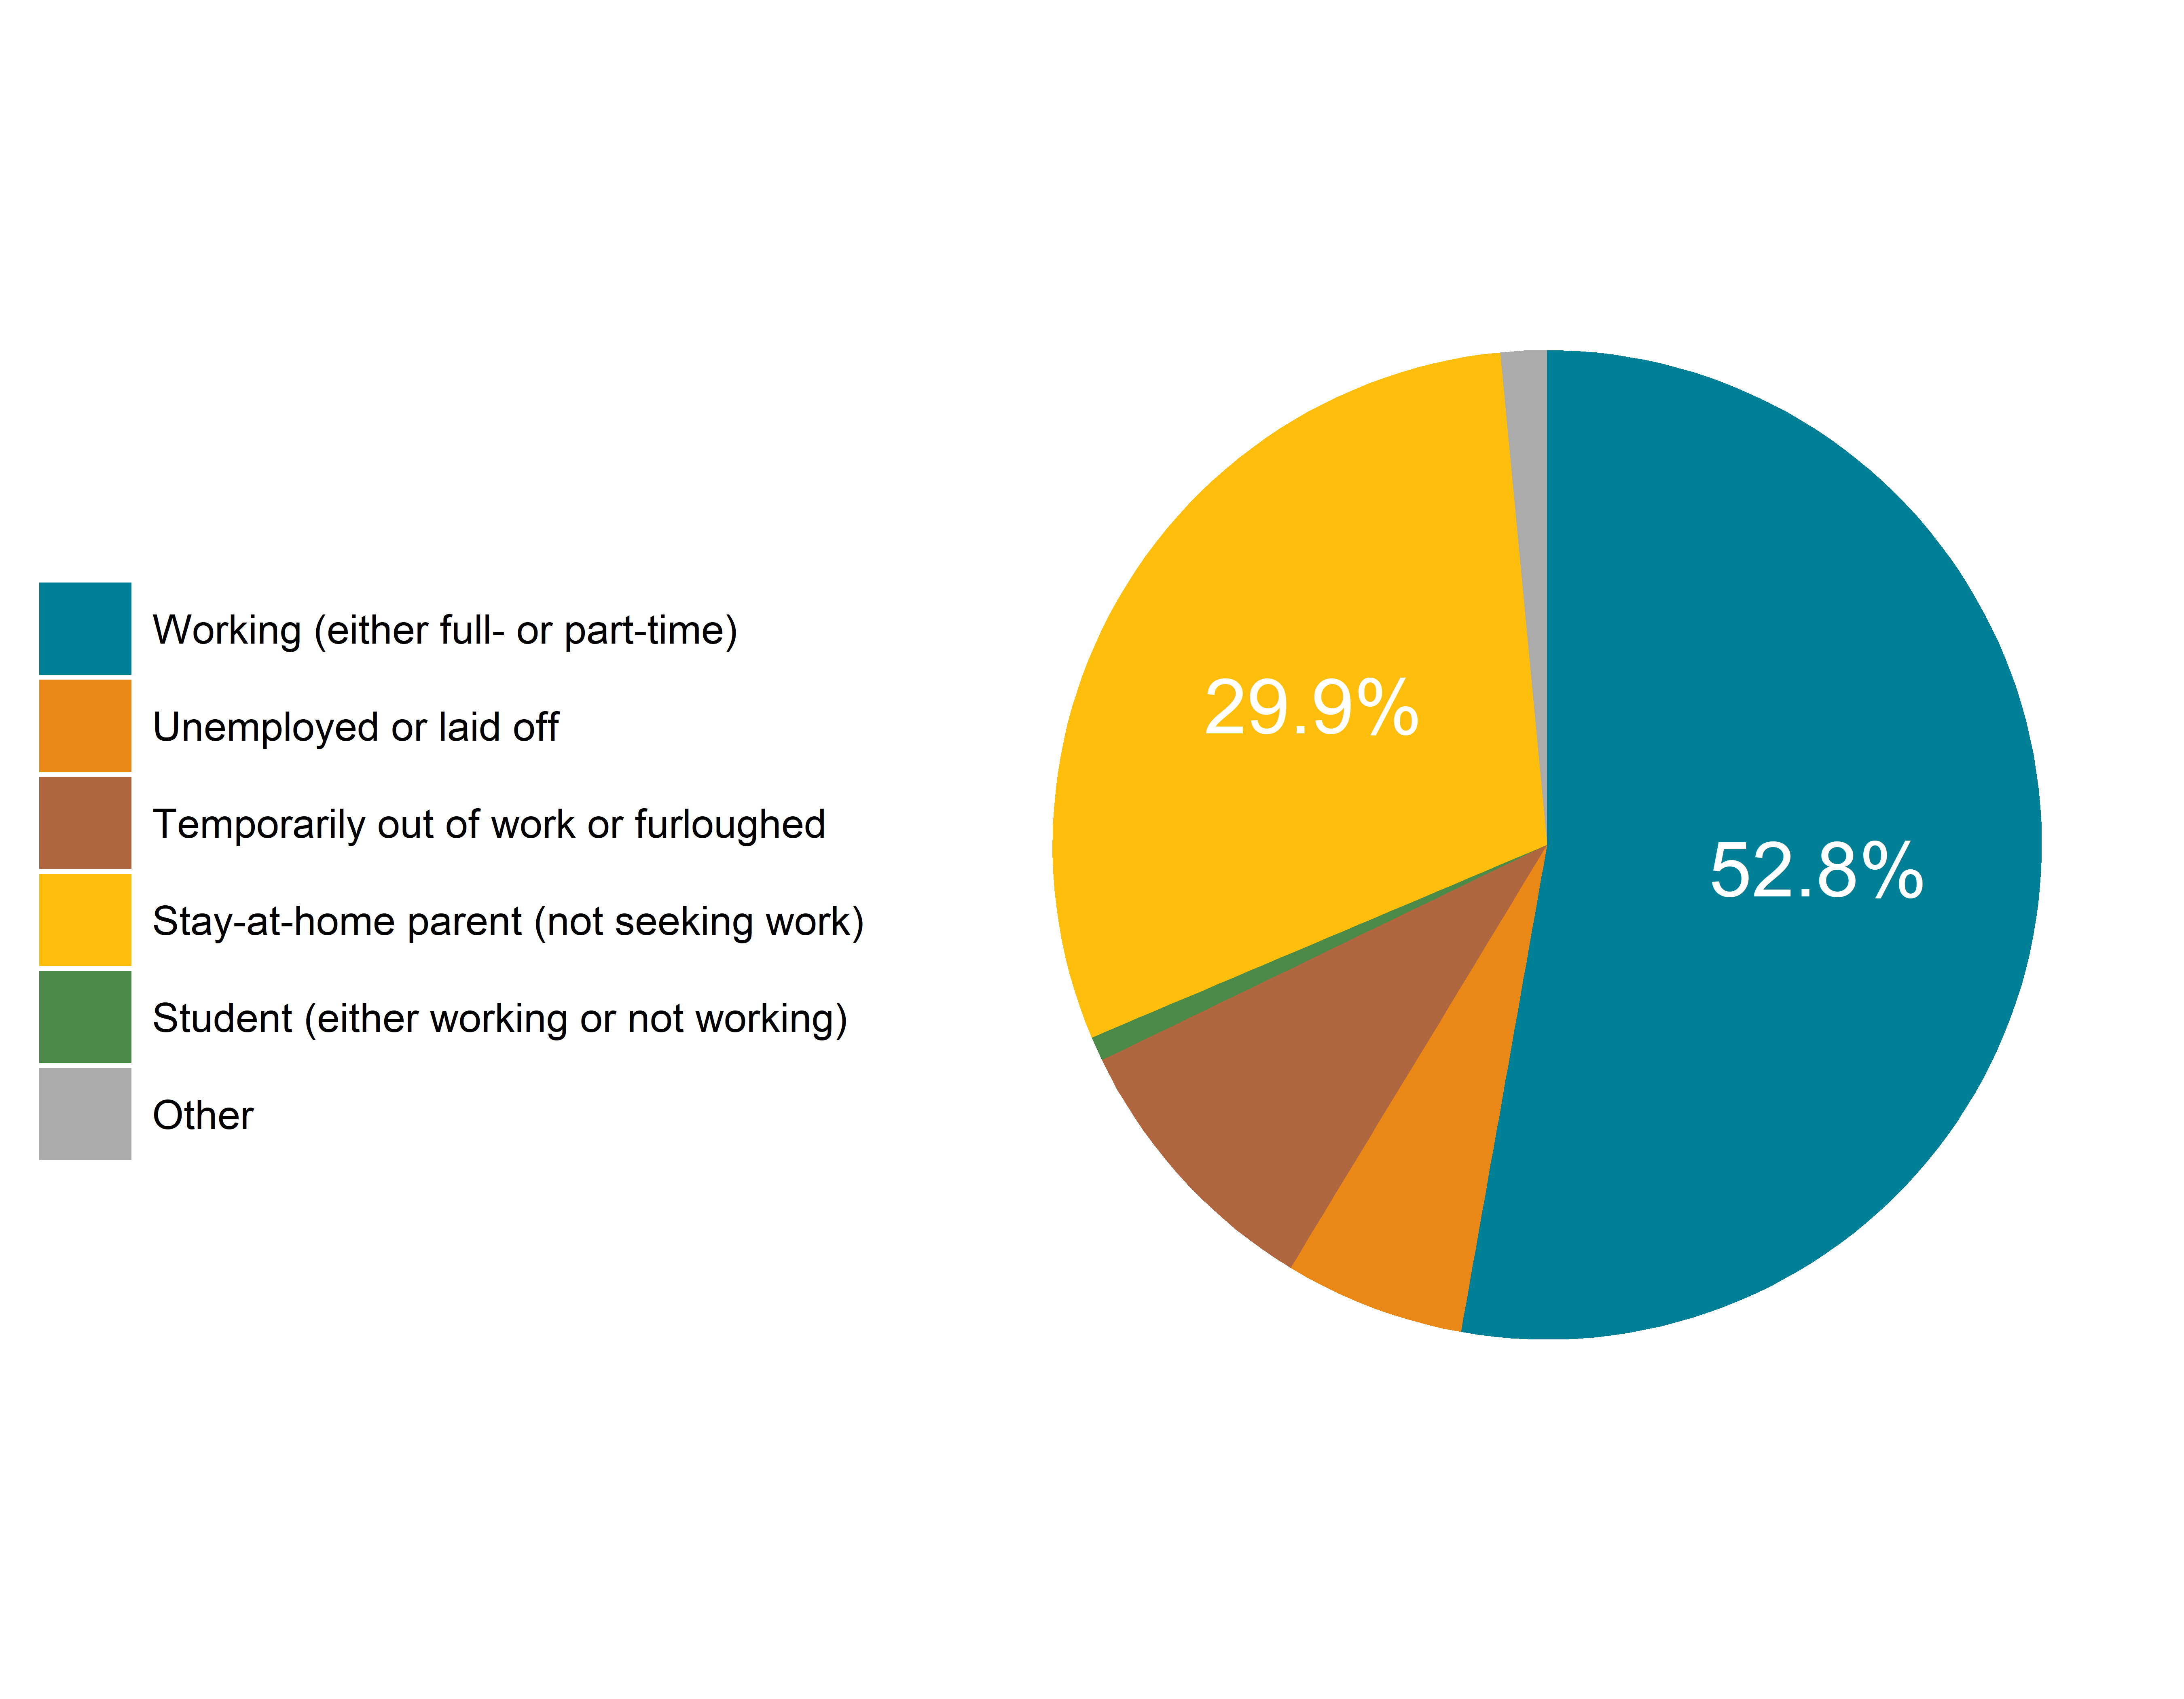 Working (either full- or part-time)
Unemployed or laid off
Temporarily out of work or furloughed
Stay-at-home parent (not seeking work)
Student (either working or not working)
Other
29.9%
52.8%